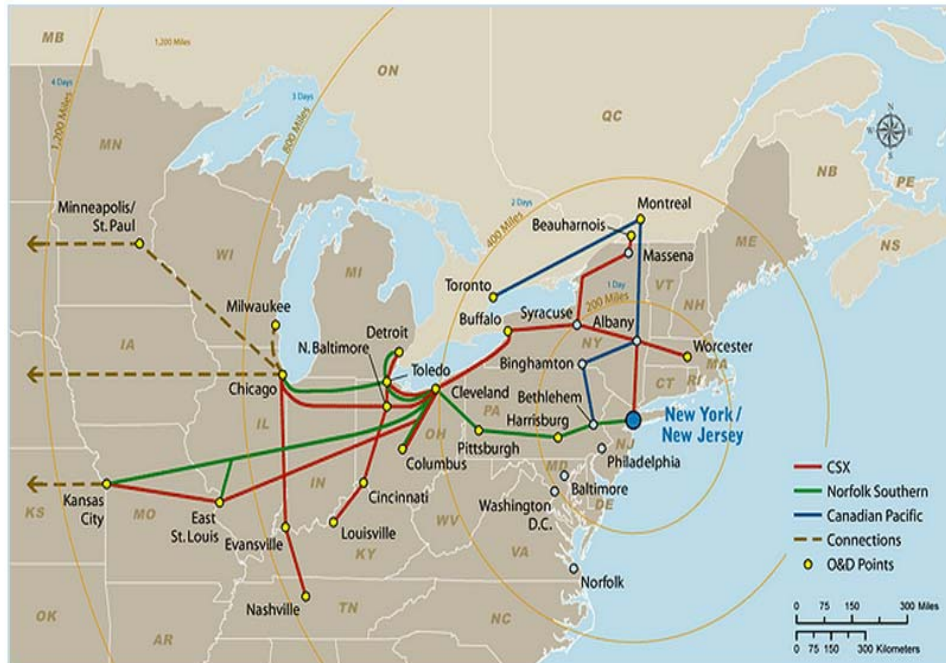 MB
1,200 Miles
ON
QC
4 Days
1,200 Miles
3 Days
800 Miles
N
W
E
S
NB
PE
NS
MN
2 Days
400 Miles
Montreal
Minneapolis/
St. Paul
Beauharnois
Massena
ME
WI
MI
Toronto
1 Day
200 Miles
VT
NH
Milwaukee
Buffalo
Syracuse
Albany
Detroit
NY
Worcester
IA
N. Baltimore
Toledo
Binghamton
MA
Chicago
Cleveland
Bethlehem
CT
RI
IL
PA
Harrisburg
New York /
New Jersey
OH
Pittsburgh
NJ
Columbus
Philadelphia
MD
CSX
IN
Baltimore
Norfolk Southern
Kansas
City
KS
MO
East
St. Louis
Cincinnati
Washington
D.C.
DE
Canadian Pacific
Evansville
Louisville
WV
VA
Connections
KY
O&D Points
Norfolk
Nashville
TN
NC
OK
AR
0 75 150 300 Miles
0 75 150 300 Kilometers